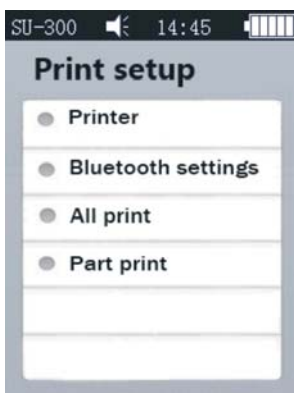 SU-300 14:45
Print setup
Printer
Bluetooth settings
All print
Part print